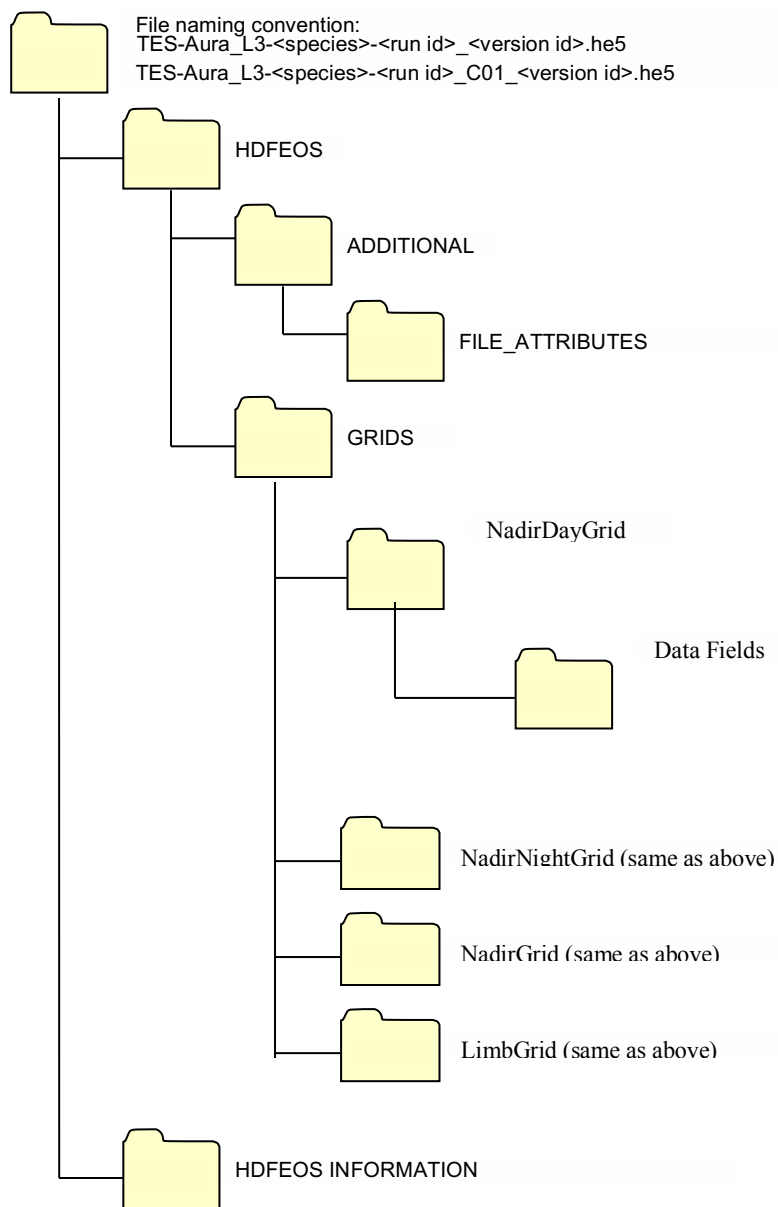 File naming convention:
TES-Aura_L3-<species>-<run id>_<version id>.he5
TES-Aura_L3-<species>-<run id>_C01_<version id>.he5
HDFEOS
ADDITIONAL
FILE_ATTRIBUTES
GRIDS
NadirDayGrid
Data Fields
NadirNightGrid (same as above)
NadirGrid (same as above)
LimbGrid (same as above)
HDFEOS INFORMATION